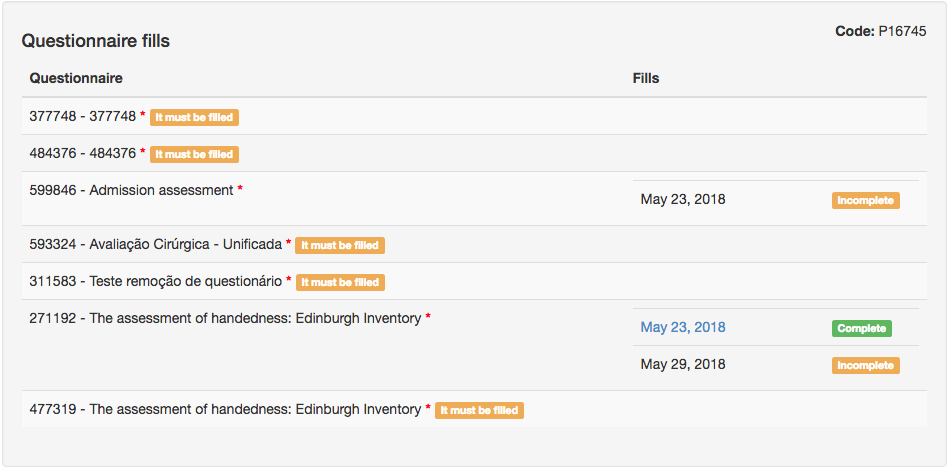 Code: P16745
Questionnaire fills
Questionnaire Fills
377748 - 377748 * It must be filled
484376 - 484376 * It must be filled
599846 - Admission assessment *
May 23, 2018 Incomplete
593324 - Avaliação Cirúrgica - Unificada * It must be filled
311583 - Teste remoção de questionário * It must be filled
271192 - The assessment of handedness: Edinburgh Inventory *
May 23, 2018 Complete
May 29, 2018 Incomplete
477319 - The assessment of handedness: Edinburgh Inventory * It must be filled